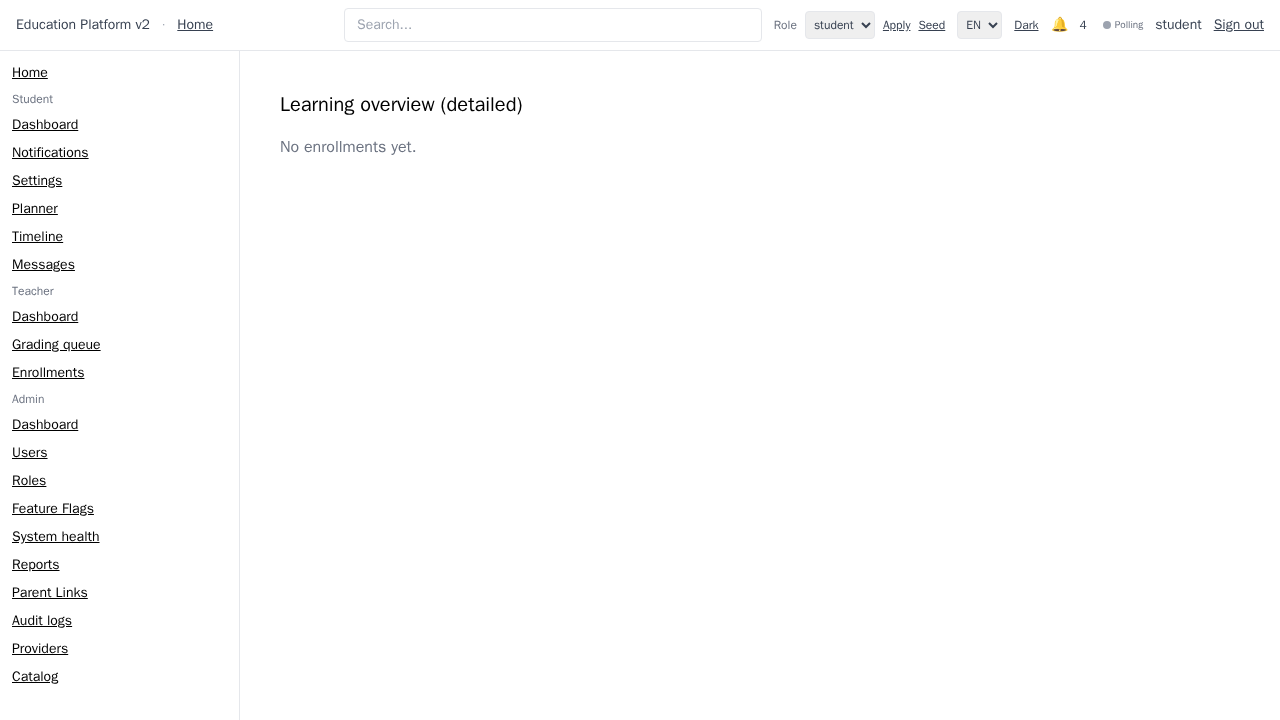 Education Platform v2 · Home
Search...
Role student Apply Seed EN Dark 🔔 4 Polling student Sign out
Home
Student
Dashboard
Notifications
Settings
Planner
Timeline
Messages
Teacher
Dashboard
Grading queue
Enrollments
Admin
Dashboard
Users
Roles
Feature Flags
System health
Reports
Parent Links
Audit logs
Providers
Catalog
Learning overview (detailed)
No enrollments yet.